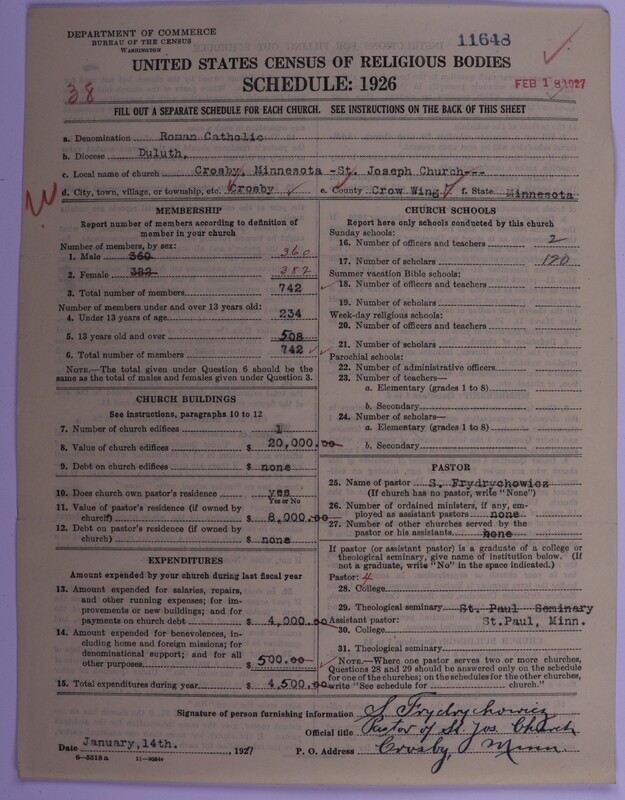 DEPARTMENT OF COMMERCE
BUREAU OF THE CENSUS
WASHINGTON
11648
UNITED STATES CENSUS OF RELIGIOUS BODIES
SCHEDULE: 1926
38
FEB 18 1927
FILL OUT A SEPARATE SCHEDULE FOR EACH CHURCH. SEE INSTRUCTIONS ON THE BACK OF THIS SHEET
a. Denomination Roman Catholic
b. Diocese Duluth,
c. Local name of church Crosby, Minnesota -St. Joseph Church---
d. City, town, village, or township, etc. Crosby e. County Crow Wing f. State Minnesota
MEMBERSHIP
Report number of members according to definition of
member in your church
Number of members, by sex:
1. Male 360 360
2. Female 382 382
3. Total number of members 742
Number of members under and over 13 years old:
4. Under 13 years of age 234
5. 13 years old and over 508
6. Total number of members 742
NOTE.—The total given under Question 6 should be the
same as the total of males and females given under Question 3.
CHURCH BUILDINGS
See instructions, paragraphs 10 to 12
7. Number of church edifices 1
8. Value of church edifices $ 20,000.00
9. Debt on church edifices $ none
10. Does church own pastor's residence yes
Yes or No
11. Value of pastor's residence (if owned by
church) $ 8,000.00
12. Debt on pastor's residence (if owned by
church) $ none
EXPENDITURES
Amount expended by your church during last fiscal year
13. Amount expended for salaries, repairs,
and other running expenses; for im-
provements or new buildings; and for
payments on church debt $ 4,000.00
14. Amount expended for benevolences, in-
cluding home and foreign missions; for
denominational support; and for all
other purposes $ 500.00
15. Total expenditures during year $ 4,500.00
CHURCH SCHOOLS
Report here only schools conducted by this church
Sunday schools:
16. Number of officers and teachers 2
17. Number of scholars 120
Summer vacation Bible schools:
18. Number of officers and teachers
19. Number of scholars
Week-day religious schools:
20. Number of officers and teachers
21. Number of scholars
Parochial schools:
22. Number of administrative officers
23. Number of teachers—
a. Elementary (grades 1 to 8)
b. Secondary
24. Number of scholars—
a. Elementary (grades 1 to 8)
b. Secondary
PASTOR
25. Name of pastor S. Frydrychowicz
(If church has no pastor, write "None")
26. Number of ordained ministers, if any, em-
ployed as assistant pastors none
27. Number of other churches served by the
pastor or his assistants none
If pastor (or assistant pastor) is a graduate of a college or
theological seminary, give name of institution below. (If
not a graduate, write "No" in the space indicated.)
Pastor: 4
28. College
29. Theological seminary St. Paul Seminary
Assistant pastor: St.Paul, Minn.
30. College
31. Theological seminary
NOTE.—Where one pastor serves two or more churches,
Questions 28 and 29 should be answered only on the schedule
for one of the churches; on the schedules for the other churches,
write "See schedule for church."
Signature of person furnishing information S Frydrychowicz
Official title Pastor of St. Jos. Church
Date January,14th. , 1927 P. O. Address Crosby, Minn.
6—5318a 11—9084s